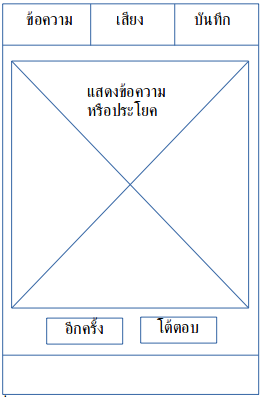 ข้อความ เสียง บันทึก
แสดงข้อความ
หรือประโยค
อีกครั้ง โต้ตอบ